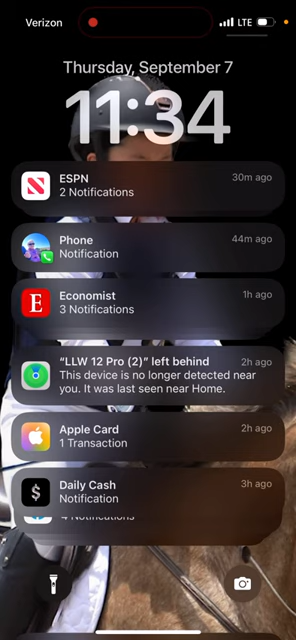 Verizon
LTE
Thursday, September 7
11:34
ESPN
30m ago
2 Notifications
Phone
44m ago
Notification
E
Economist
1h ago
3 Notifications
“LLW 12 Pro (2)” left behind
2h ago
This device is no longer detected near
you. It was last seen near Home.
Apple Card
2h ago
1 Transaction
$
Daily Cash
3h ago
Notification
4 Notifications